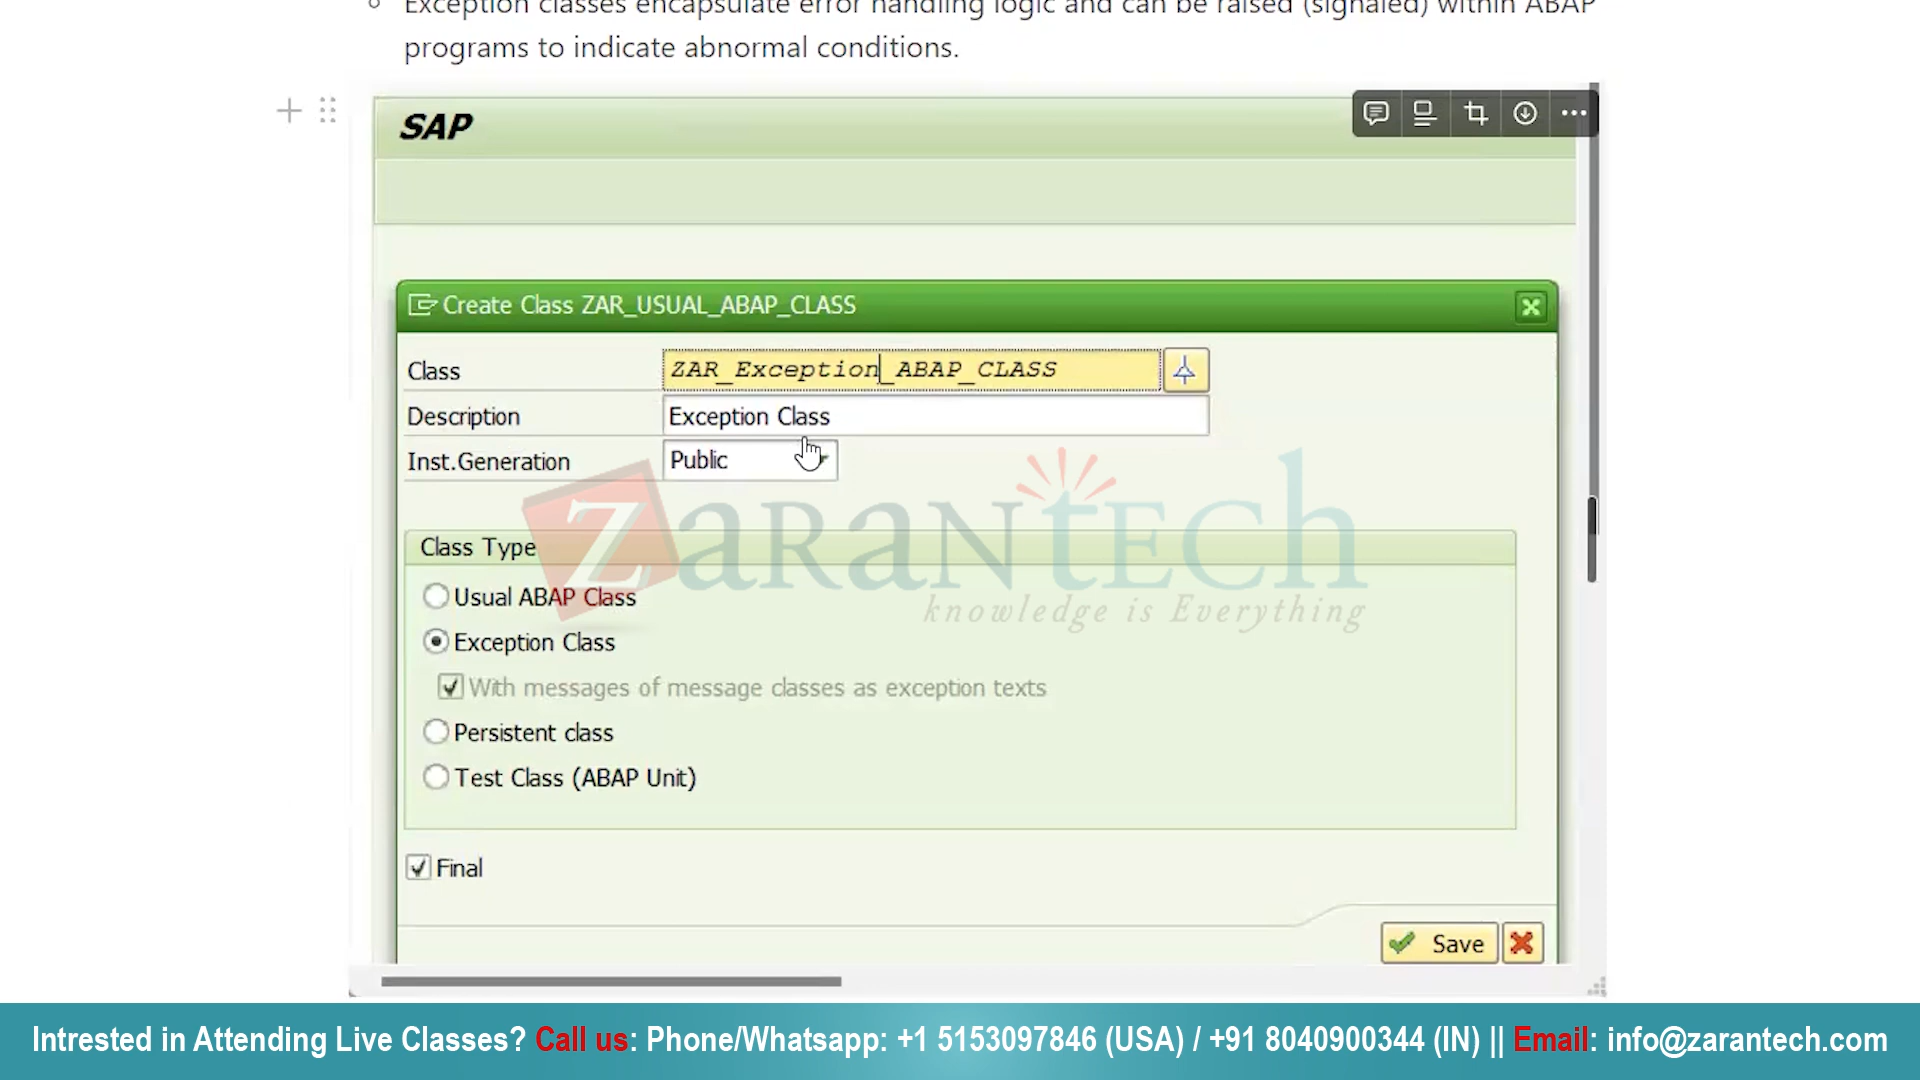 Exception classes encapsulate error handling logic and can be raised (signaled) within ABAP
programs to indicate abnormal conditions.
SAP
Create Class ZAR_USUAL_ABAP_CLASS
Class ZAR_Exception_ABAP_CLASS
Description Exception Class
Inst.Generation Public
Class Type
Usual ABAP Class
Exception Class
With messages of message classes as exception texts
Persistent class
Test Class (ABAP Unit)
Final
Save
ZaranTech
knowledge is Everything
Intrested in Attending Live Classes? Call us: Phone/Whatsapp: +1 5153097846 (USA) / +91 8040900344 (IN) || Email: info@zarantech.com